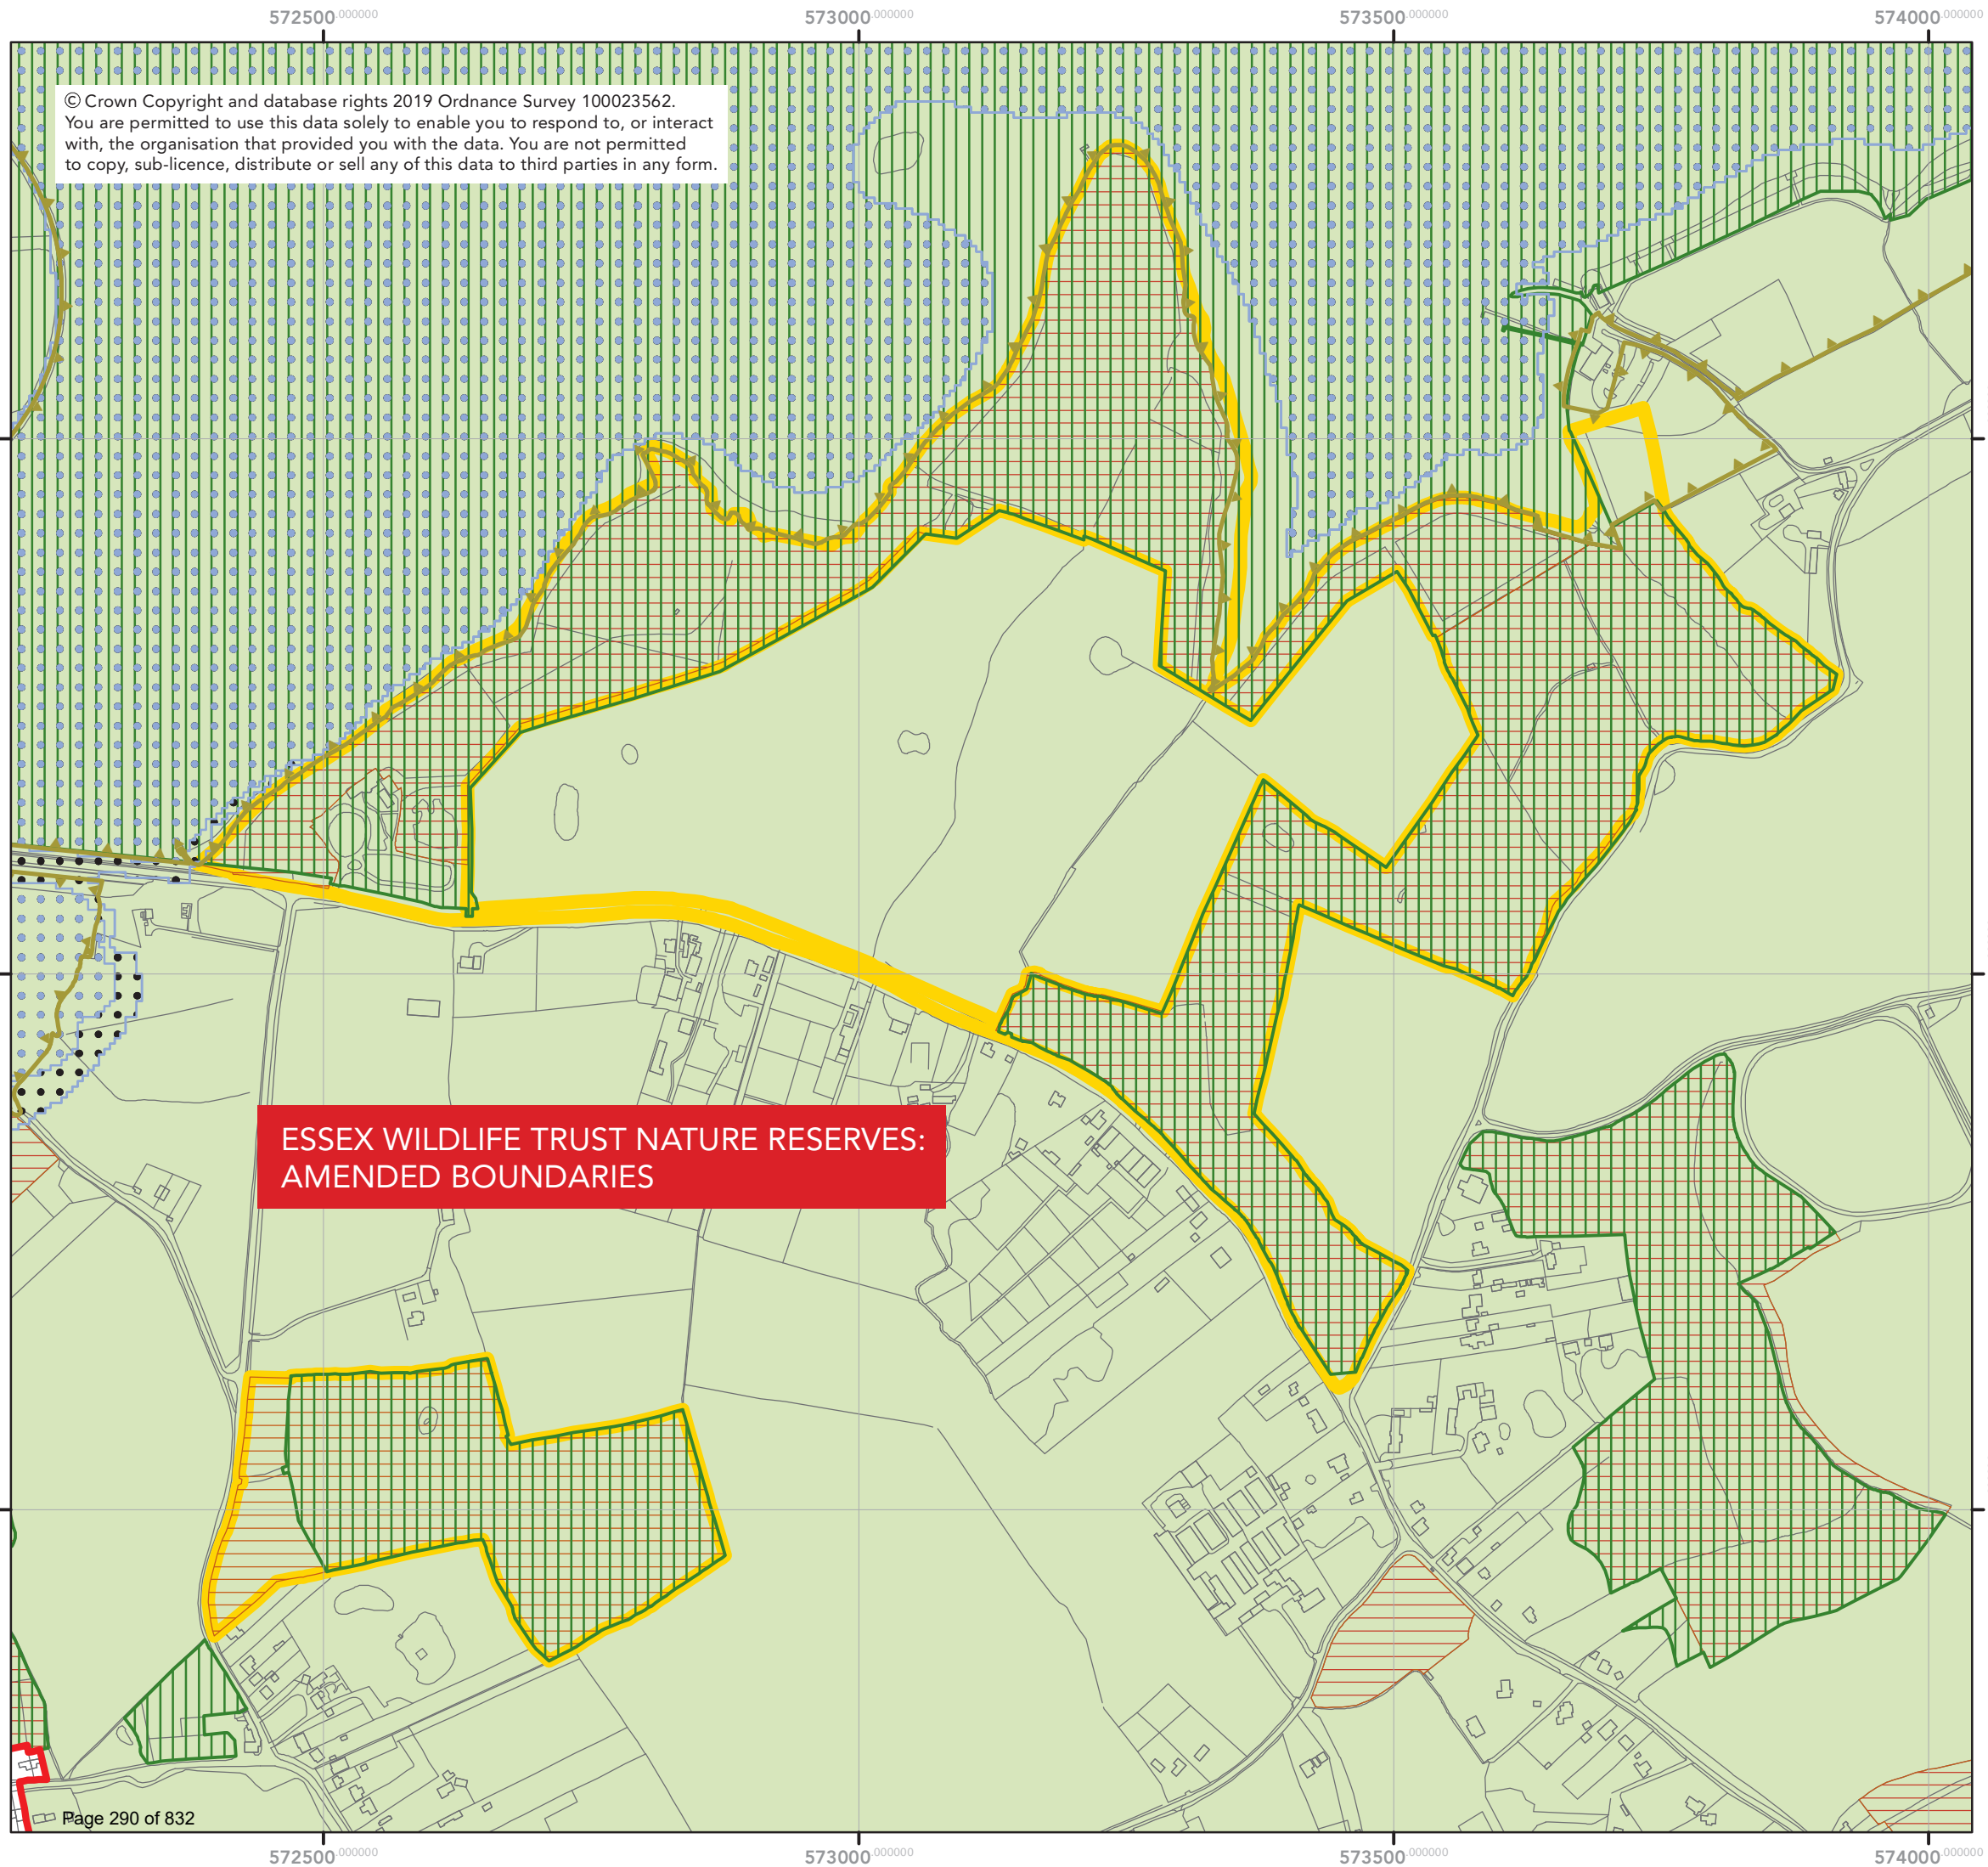 572500.000000 573000.000000 573500.000000 574000.000000
© Crown Copyright and database rights 2019 Ordnance Survey 100023562.
You are permitted to use this data solely to enable you to respond to, or interact
with, the organisation that provided you with the data. You are not permitted
to copy, sub-licence, distribute or sell any of this data to third parties in any form.
ESSEX WILDLIFE TRUST NATURE RESERVES:
AMENDED BOUNDARIES
Page 290 of 832
572500.000000 573000.000000 573500.000000 574000.000000